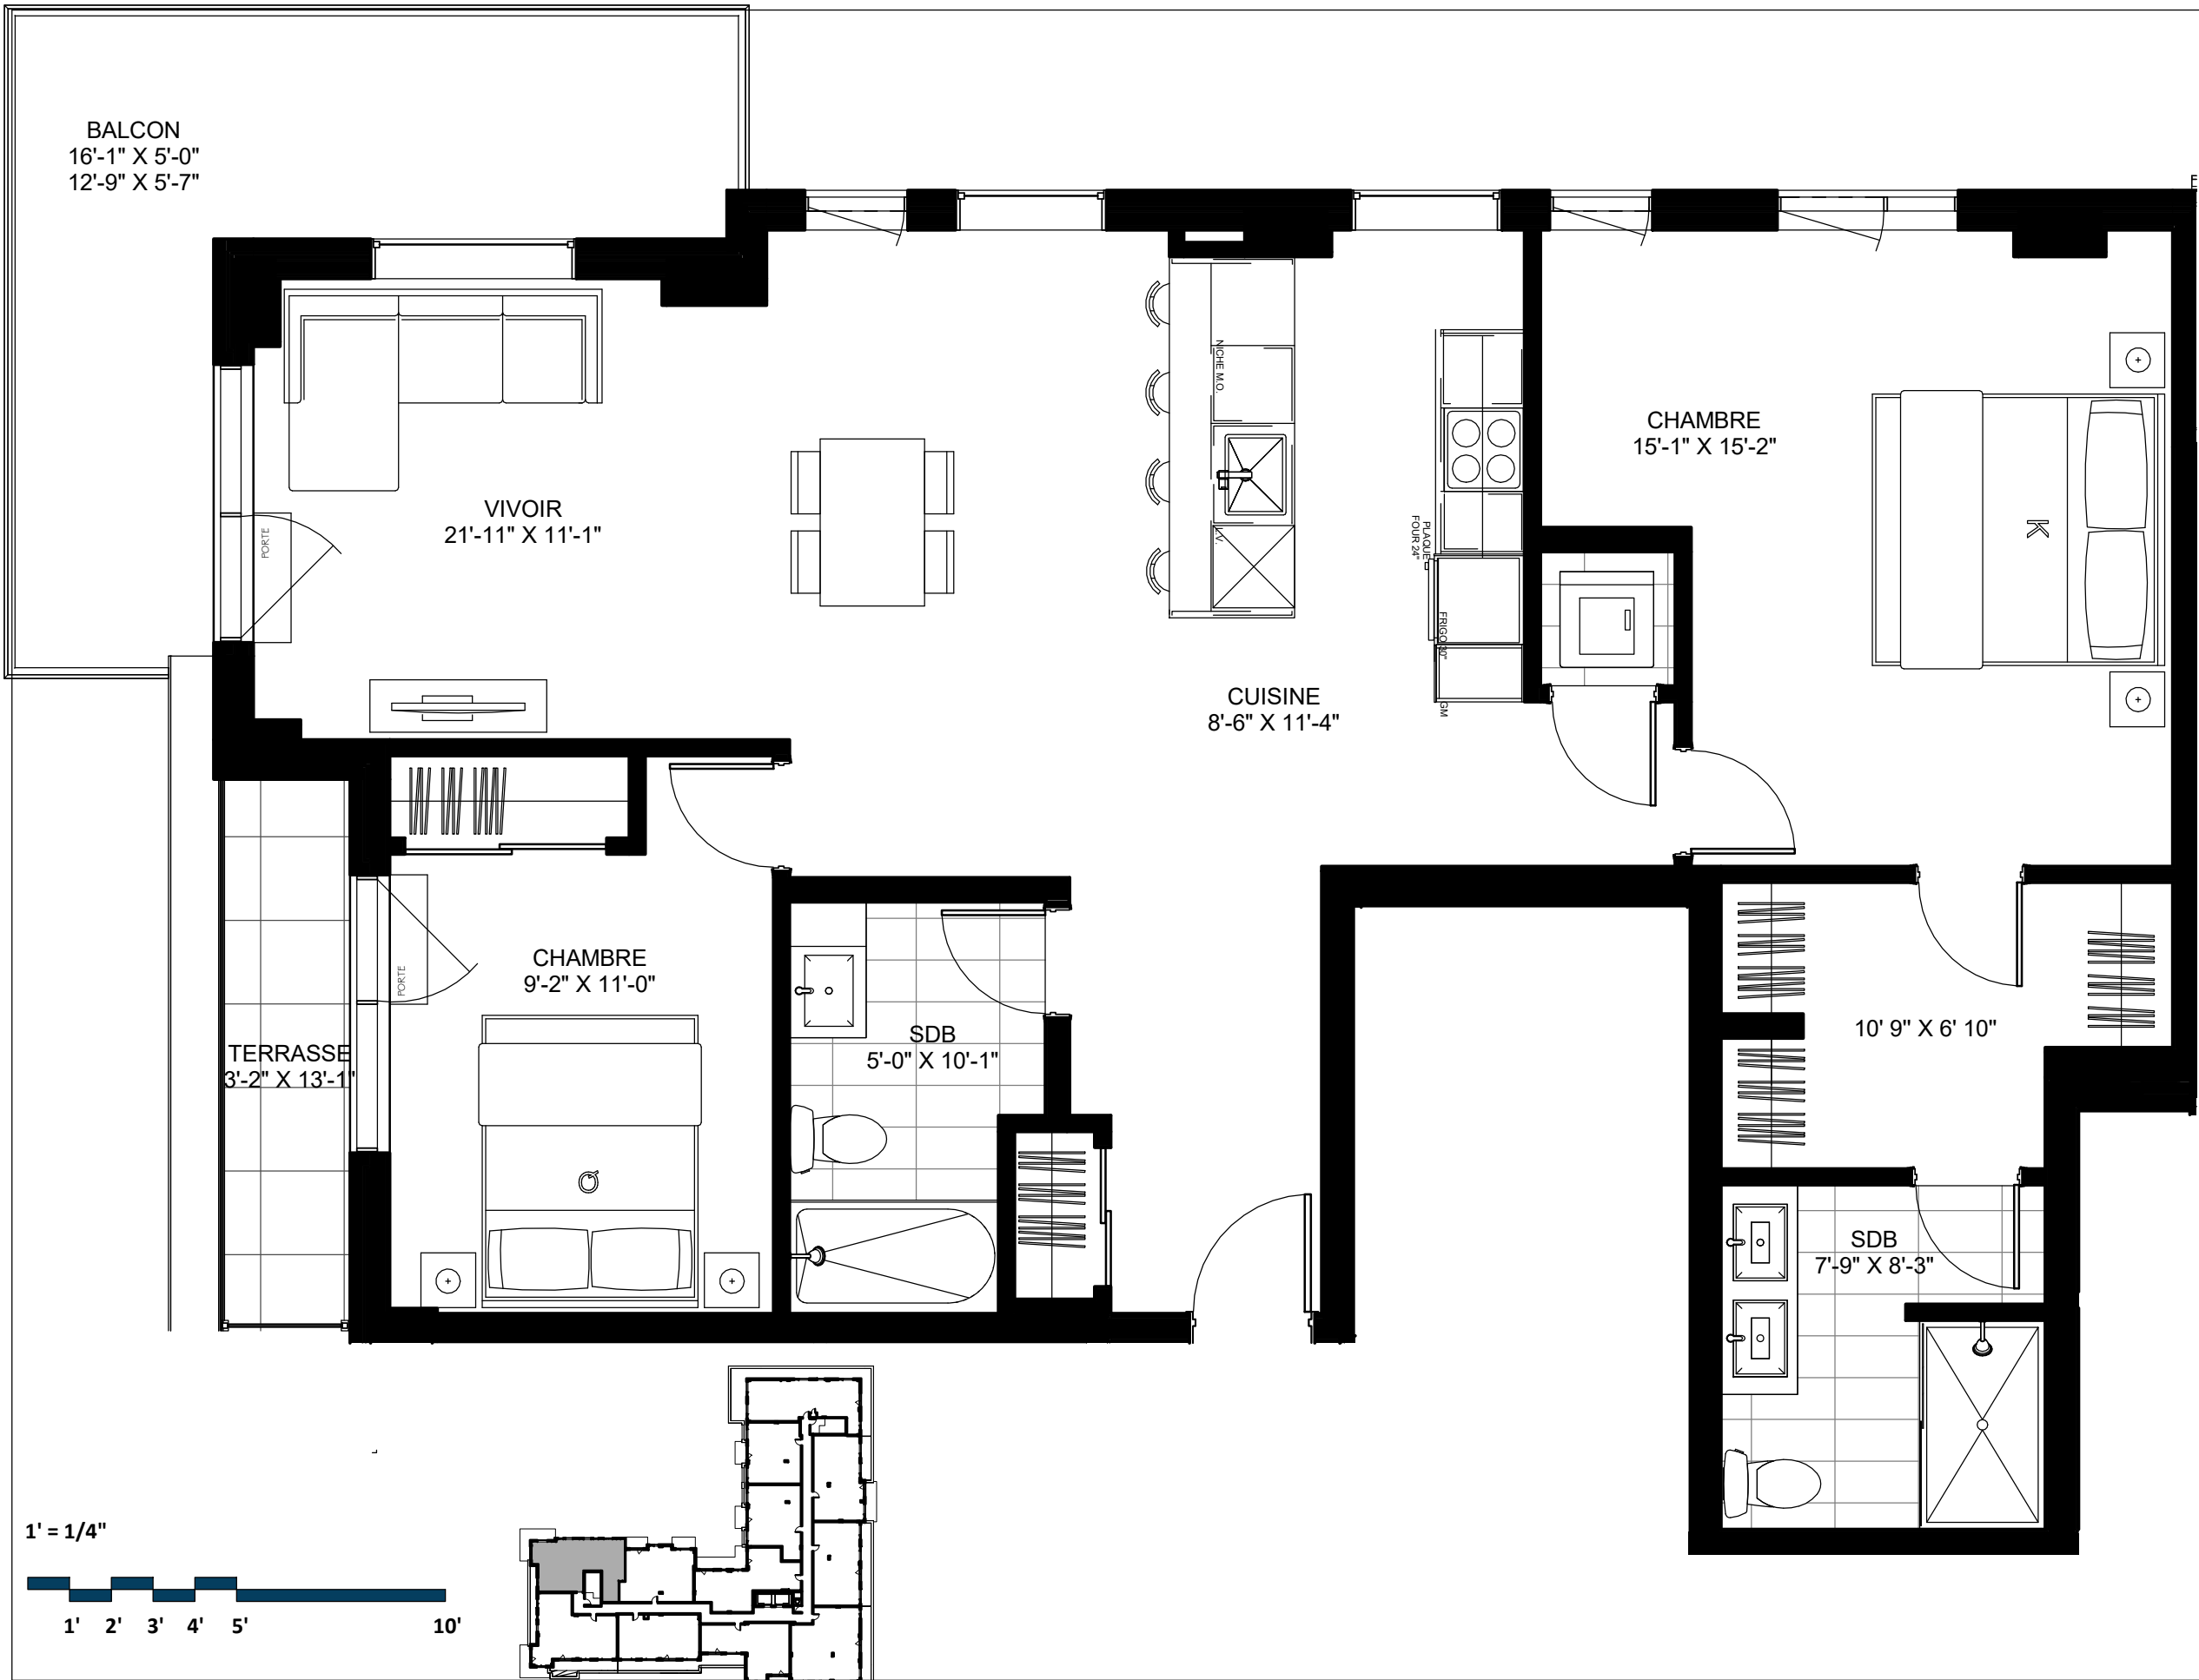 BALCON
16'-1" X 5'-0"
12'-9" X 5'-7"
VIVOIR
21'-11" X 11'-1"
PORTE
NICHE M.O.
L.V.
PLAQUE
FOUR 24"
FRIGO 30"
GM
CUISINE
8'-6" X 11'-4"
CHAMBRE
15'-1" X 15'-2"
K
CHAMBRE
9'-2" X 11'-0"
PORTE
Q
TERRASSE
3'-2" X 13'-1"
SDB
5'-0" X 10'-1"
10' 9" X 6' 10"
SDB
7'-9" X 8'-3"
1' = 1/4"
1' 2' 3' 4' 5' 10'